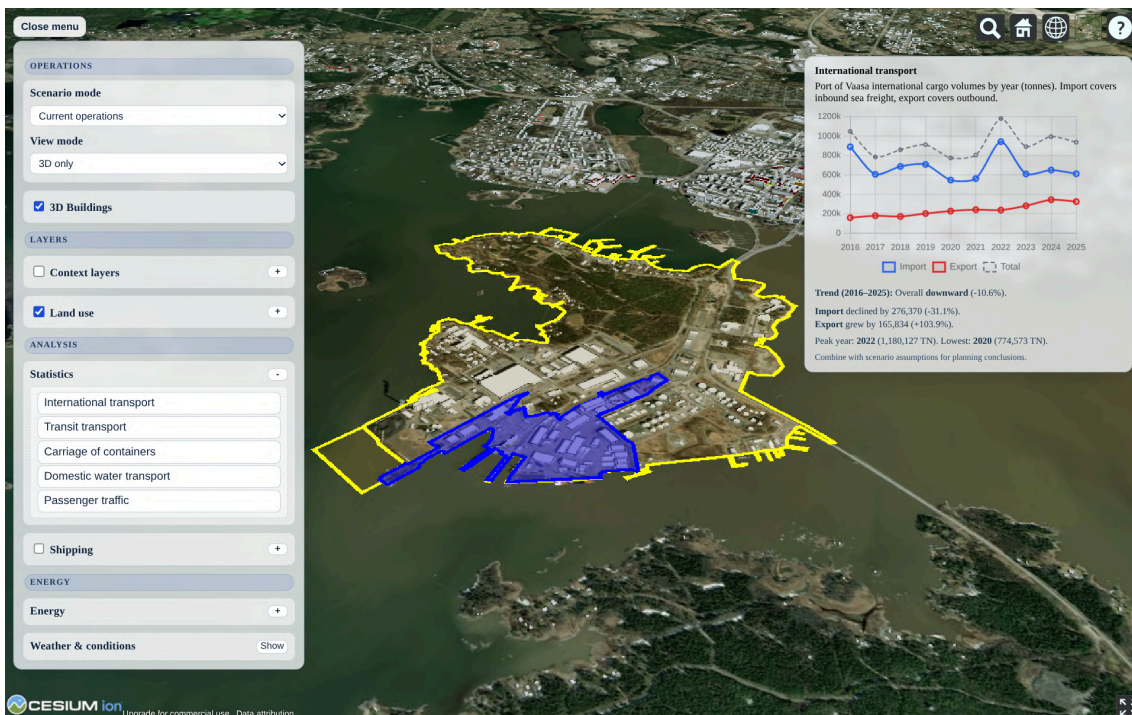 Close menu
OPERATIONS
Scenario mode
Current operations
View mode
3D only
3D Buildings
LAYERS
Context layers
+
Land use
+
ANALYSIS
Statistics
-
International transport
Transit transport
Carriage of containers
Domestic water transport
Passenger traffic
Shipping
+
ENERGY
Energy
+
Weather & conditions
Show
CESIUM ion
Upgrade for commercial use. Data attribution
?
International transport
Port of Vaasa international cargo volumes by year (tonnes). Import covers
inbound sea freight, export covers outbound.
1200k
1000k
800k
600k
400k
200k
0
2016 2017 2018 2019 2020 2021 2022 2023 2024 2025
Import Export Total
Trend (2016–2025): Overall downward (-10.6%).
Import declined by 276,370 (-31.1%).
Export grew by 165,834 (+103.9%).
Peak year: 2022 (1,180,127 TN). Lowest: 2020 (774,573 TN).
Combine with scenario assumptions for planning conclusions.